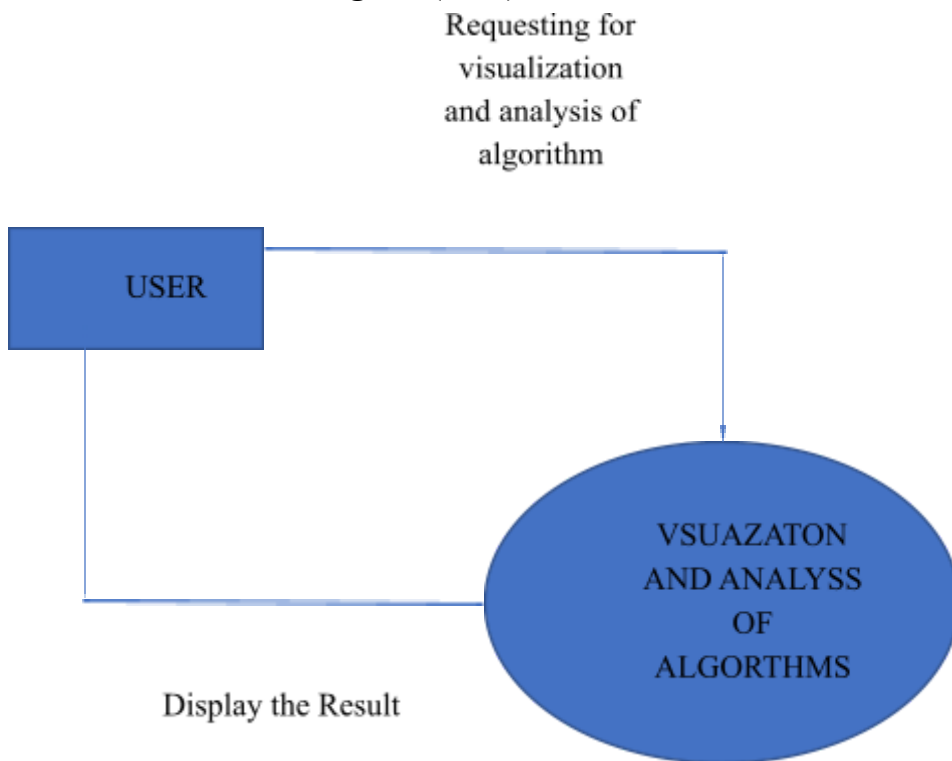 Requesting for
visualization
and analysis of
algorithm
USER
VSUAZATON
AND ANALYSS
OF
ALGORTHMS
Display the Result